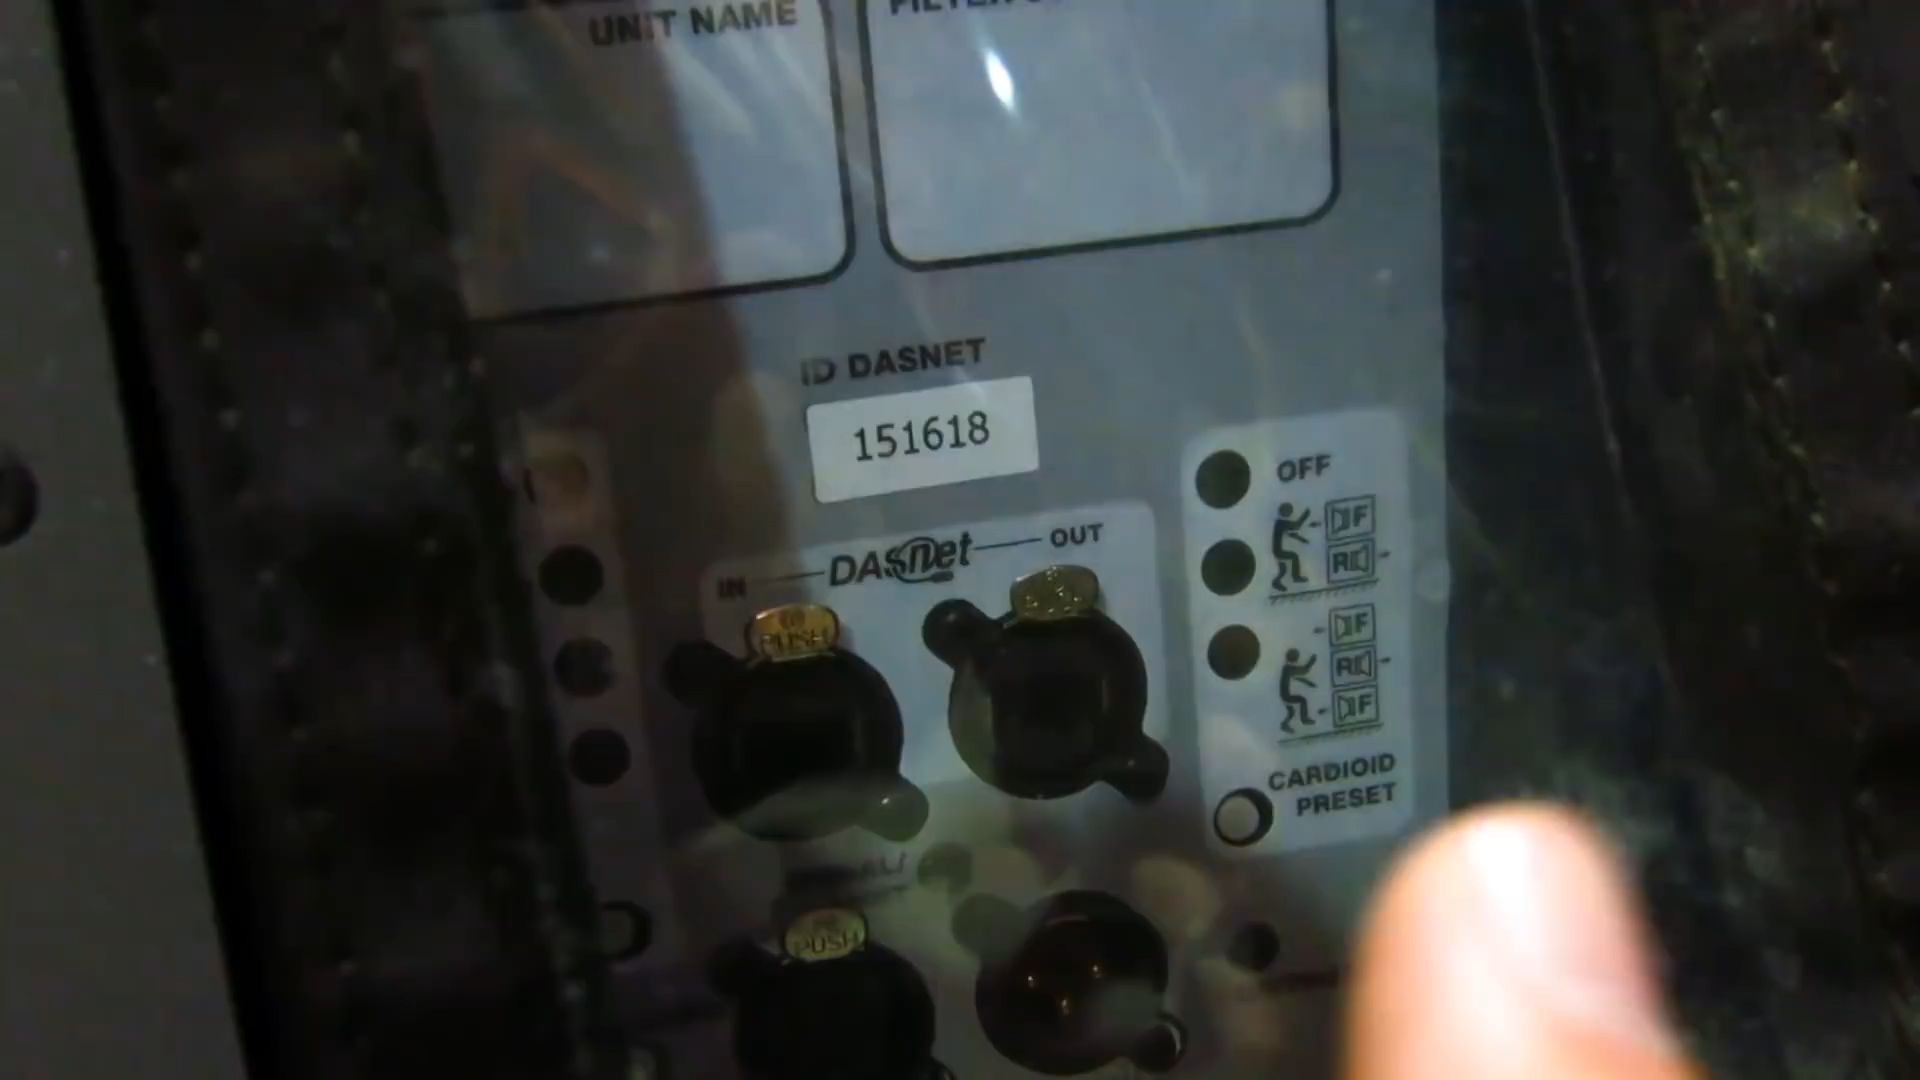 UNIT NAME
ID DASNET
151618
IN DASnet OUT
PUSH
OFF
F
R
F
R
F
CARDIOID
PRESET
PUSH